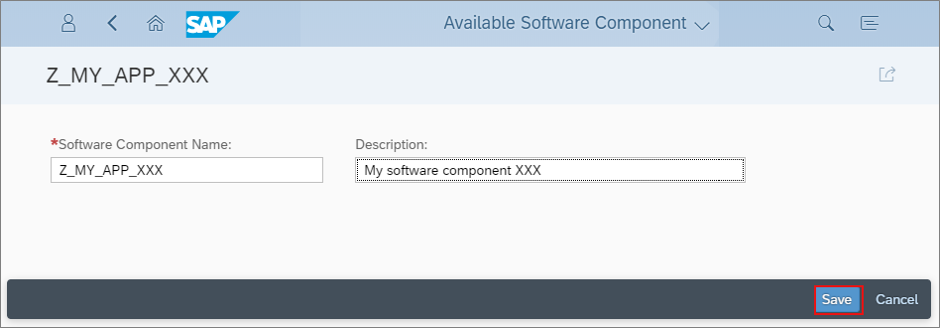 SAP Available Software Component
Z_MY_APP_XXX
*Software Component Name: Description:
Z_MY_APP_XXX My software component XXX
Save Cancel